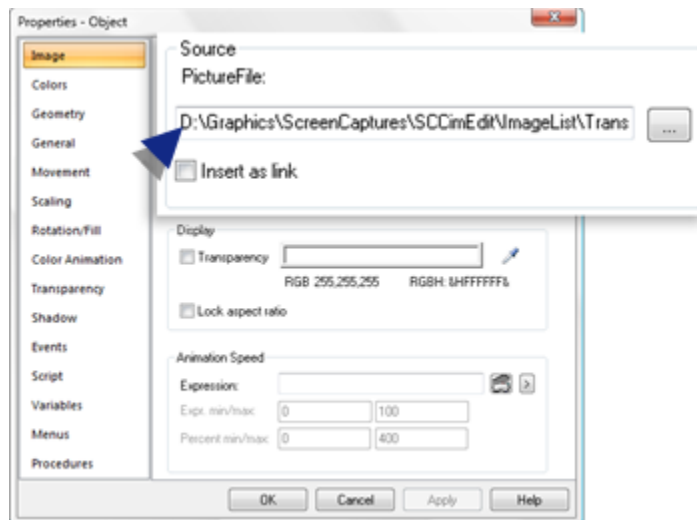 Properties - Object
Image
Colors
Geometry
General
Movement
Scaling
Rotation/Fill
Color Animation
Transparency
Shadow
Events
Script
Variables
Menus
Procedures
Source
PictureFile:
D:\Graphics\ScreenCaptures\SCCimEdit\ImageList\Trans ...
Insert as link
Display
Transparency
RGB 255,255,255 RGBH: &HFFFFFF&
Lock aspect ratio
Animation Speed
Expression: >
Expr. min/max: 0 100
Percent min/max: 0 400
OK Cancel Apply Help